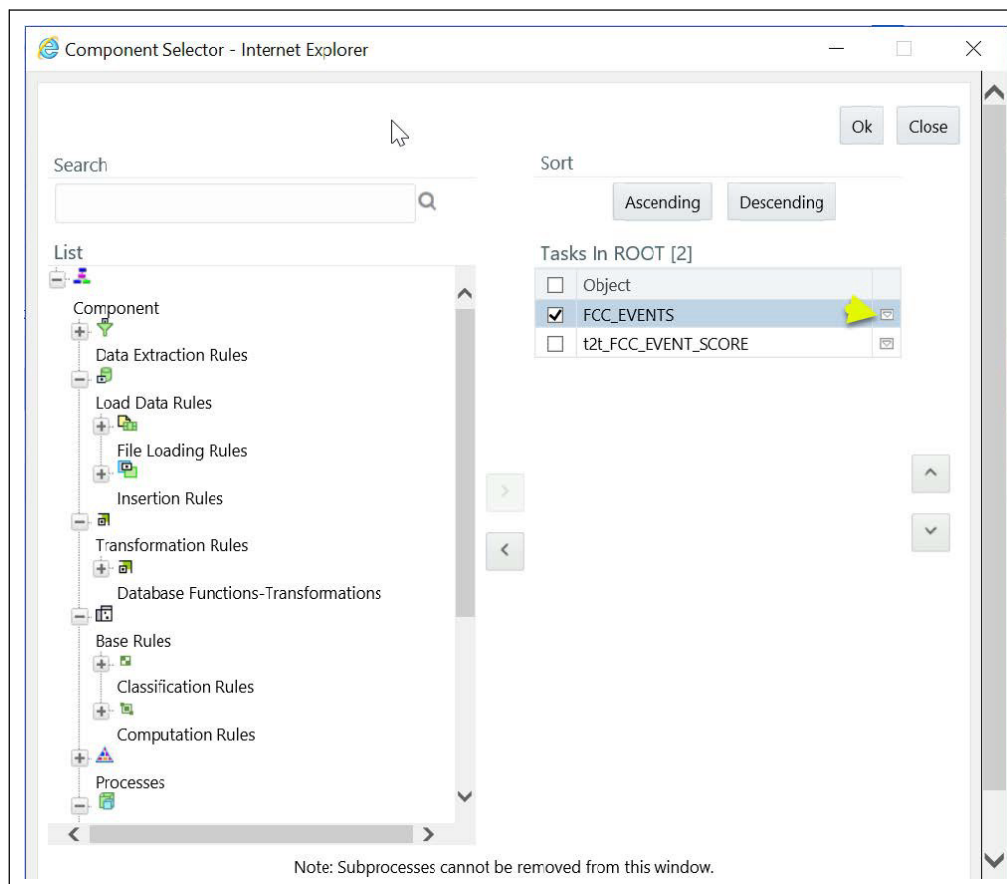 Component Selector - Internet Explorer
Ok
Close
Search
Sort
Ascending
Descending
List
Tasks In ROOT [2]
Object
Component
FCC_EVENTS
Data Extraction Rules
t2t_FCC_EVENT_SCORE
Load Data Rules
File Loading Rules
Insertion Rules
Transformation Rules
Database Functions-Transformations
Base Rules
Classification Rules
Computation Rules
Processes
Note: Subprocesses cannot be removed from this window.